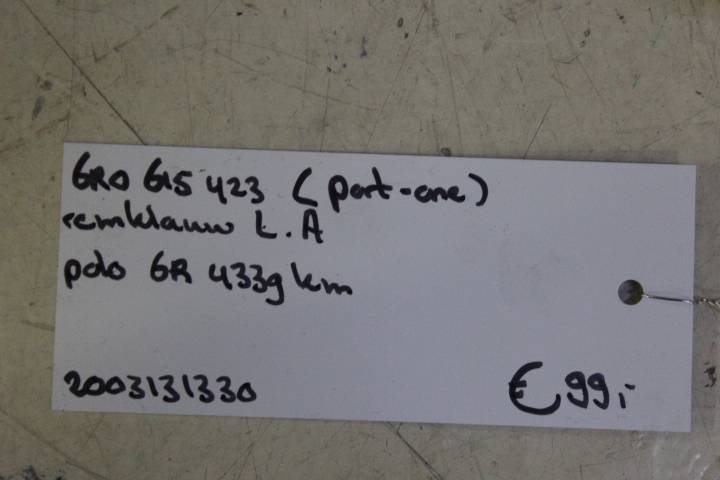 6R0 615 423 (part-one)
remklauw L.A
polo 6R 4339 km
2003131330 €99,-